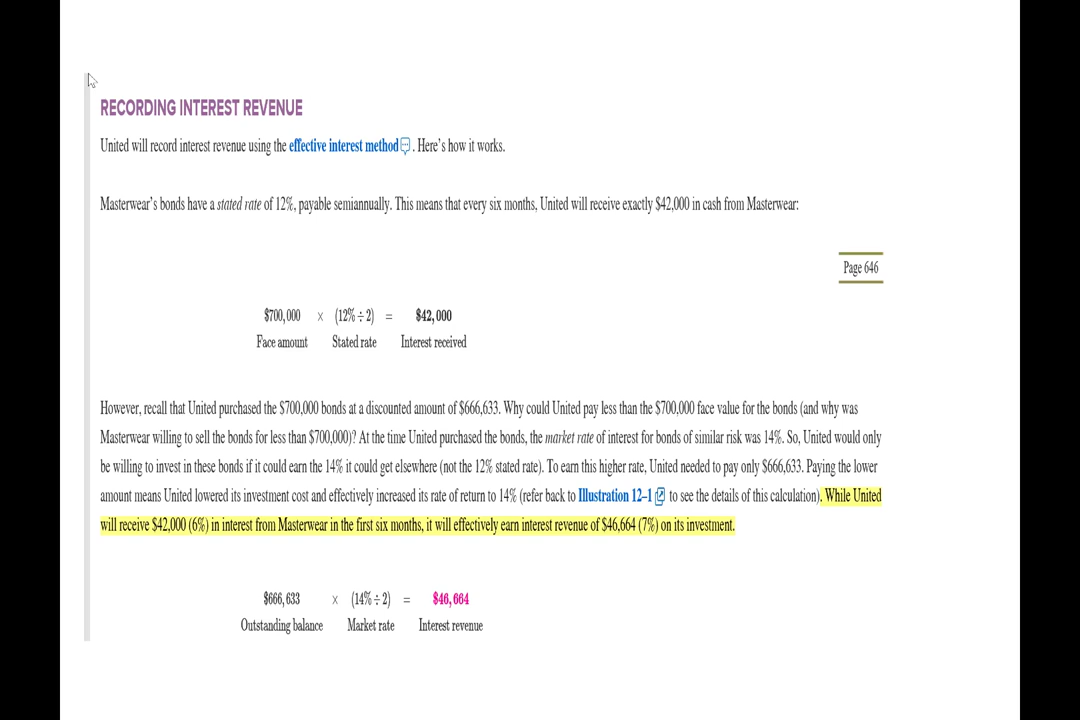 RECORDING INTEREST REVENUE
United will record interest revenue using the effective interest method. Here's how it works.
Masterwear's bonds have a stated rate of 12%, payable semiannually. This means that every six months, United will receive exactly $42,000 in cash from Masterwear:
Page 646
$700,000 × (12% ÷ 2) = $42,000
Face amount Stated rate Interest received
However, recall that United purchased the $700,000 bonds at a discounted amount of $666,633. Why could United pay less than the $700,000 face value for the bonds (and why was
Masterwear willing to sell the bonds for less than $700,000)? At the time United purchased the bonds, the market rate of interest for bonds of similar risk was 14%. So, United would only
be willing to invest in these bonds if it could earn the 14% it could get elsewhere (not the 12% stated rate). To earn this higher rate, United needed to pay only $666,633. Paying the lower
amount means United lowered its investment cost and effectively increased its rate of return to 14% (refer back to Illustration 12–1 to see the details of this calculation). While United
will receive $42,000 (6%) in interest from Masterwear in the first six months, it will effectively earn interest revenue of $46,664 (7%) on its investment.
$666,633 × (14% ÷ 2) = $46,664
Outstanding balance Market rate Interest revenue